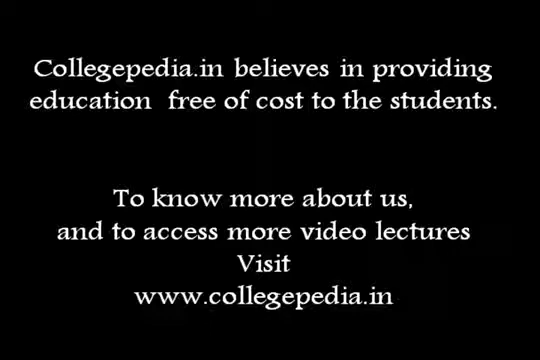 Collegepedia.in believes in providing
education free of cost to the students.
To know more about us,
and to access more video lectures
Visit
www.collegepedia.in